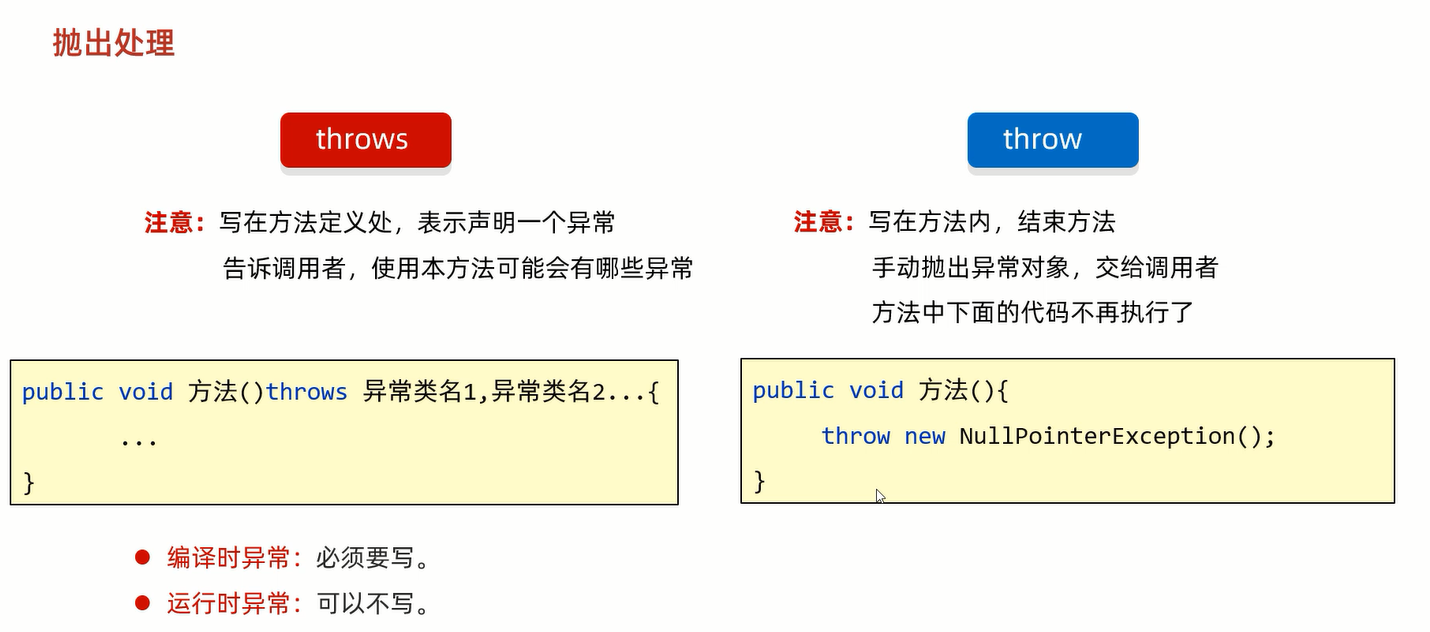 抛出处理
throws
注意：写在方法定义处，表示声明一个异常
告诉调用者，使用本方法可能会有哪些异常
public void 方法()throws 异常类名1,异常类名2...{
...
}
编译时异常：必须要写。
运行时异常：可以不写。
throw
注意：写在方法内，结束方法
手动抛出异常对象，交给调用者
方法中下面的代码不再执行了
public void 方法(){
throw new NullPointerException();
}